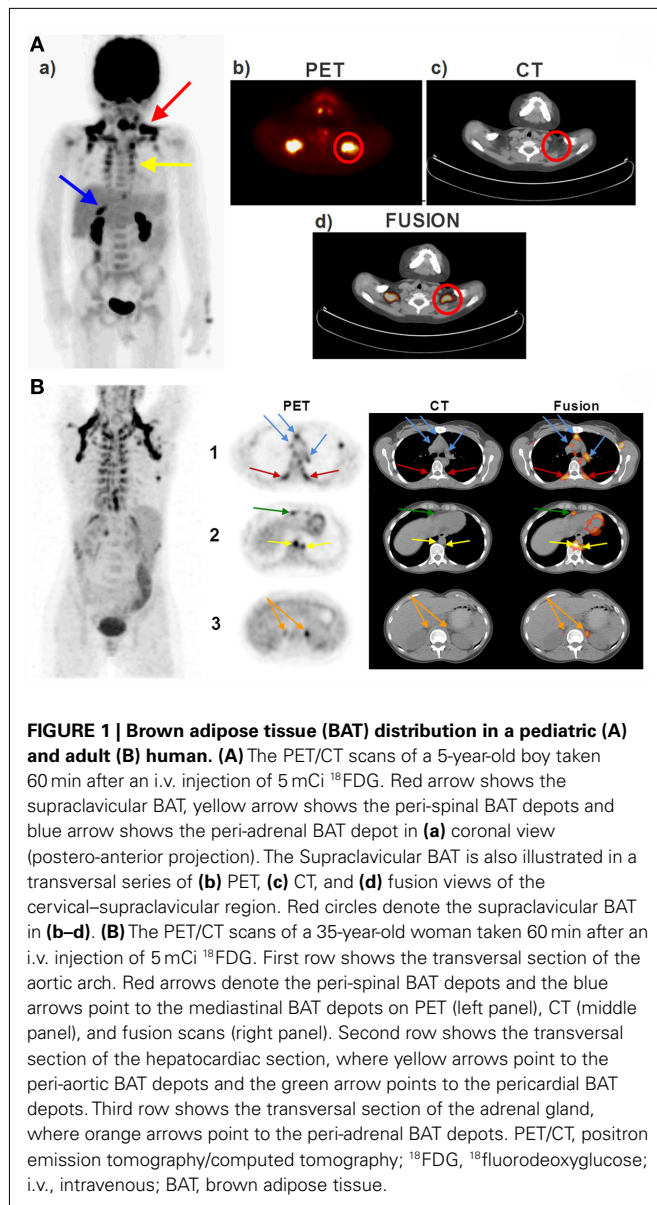 A
a)
b)
PET
c)
CT
d)
FUSION
B
PET
CT
Fusion
1
2
3
FIGURE 1 | Brown adipose tissue (BAT) distribution in a pediatric (A)
and adult (B) human. (A) The PET/CT scans of a 5-year-old boy taken
60 min after an i.v. injection of 5 mCi ¹⁸FDG. Red arrow shows the
supraclavicular BAT, yellow arrow shows the peri-spinal BAT depots and
blue arrow shows the peri-adrenal BAT depot in (a) coronal view
(postero-anterior projection). The Supraclavicular BAT is also illustrated in a
transversal series of (b) PET, (c) CT, and (d) fusion views of the
cervical–supraclavicular region. Red circles denote the supraclavicular BAT
in (b–d). (B) The PET/CT scans of a 35-year-old woman taken 60 min after an
i.v. injection of 5 mCi ¹⁸FDG. First row shows the transversal section of the
aortic arch. Red arrows denote the peri-spinal BAT depots and the blue
arrows point to the mediastinal BAT depots on PET (left panel), CT (middle
panel), and fusion scans (right panel). Second row shows the transversal
section of the hepatocardiac section, where yellow arrows point to the
peri-aortic BAT depots and the green arrow points to the pericardial BAT
depots. Third row shows the transversal section of the adrenal gland,
where orange arrows point to the peri-adrenal BAT depots. PET/CT, positron
emission tomography/computed tomography; ¹⁸FDG, ¹⁸fluorodeoxyglucose;
i.v., intravenous; BAT, brown adipose tissue.